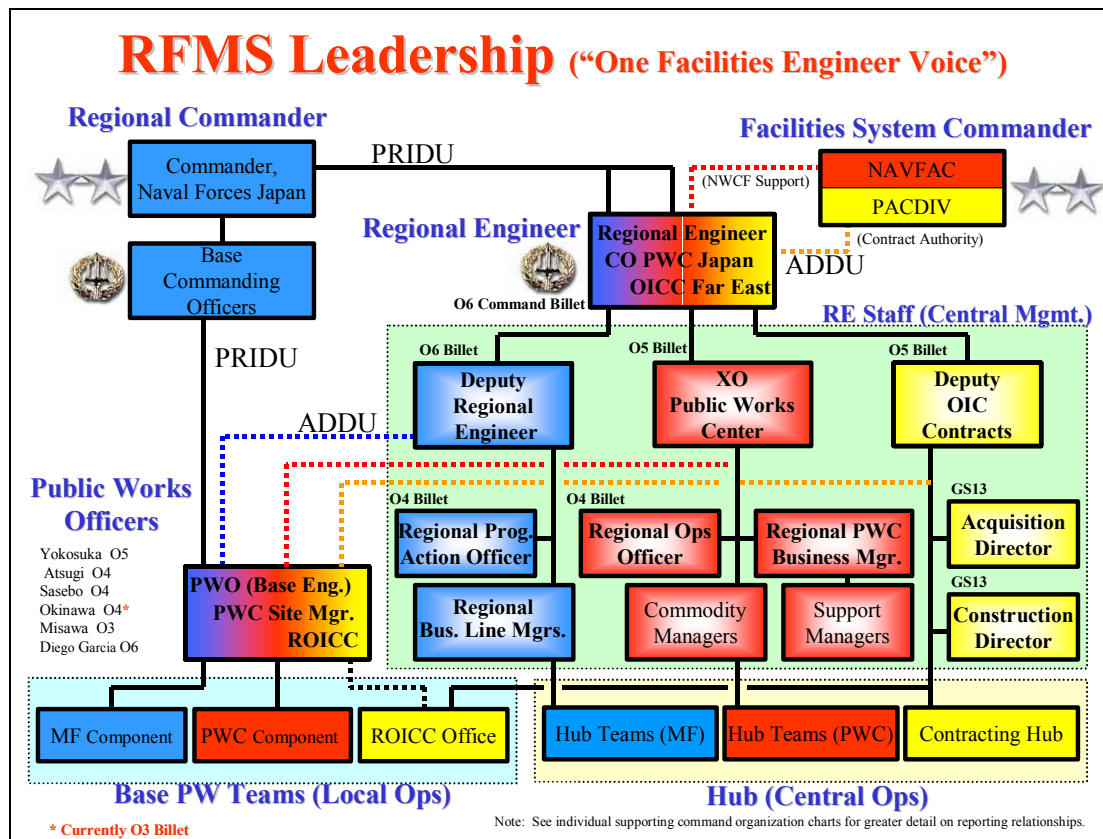 RFMS Leadership (“One Facilities Engineer Voice”)
Regional Commander
Commander,
Naval Forces Japan
PRIDU
Facilities System Commander
NAVFAC
PACDIV
(NWCF Support)
(Contract Authority)
ADDU
Regional Engineer
Regional Engineer
CO PWC Japan
OICC Far East
O6 Command Billet
Base
Commanding
Officers
PRIDU
RE Staff (Central Mgmt.)
O6 Billet
Deputy
Regional
Engineer
O5 Billet
XO
Public Works
Center
O5 Billet
Deputy
OIC
Contracts
ADDU
Public Works
Officers
Yokosuka O5
Atsugi O4
Sasebo O4
Okinawa O4*
Misawa O3
Diego Garcia O6
PWO (Base Eng.)
PWC Site Mgr.
ROICC
O4 Billet
Regional Prog.
Action Officer
O4 Billet
Regional Ops
Officer
Regional PWC
Business Mgr.
GS13
Acquisition
Director
Regional
Bus. Line Mgrs.
Commodity
Managers
Support
Managers
GS13
Construction
Director
MF Component
PWC Component
ROICC Office
Hub Teams (MF)
Hub Teams (PWC)
Contracting Hub
Base PW Teams (Local Ops)
Hub (Central Ops)
* Currently O3 Billet
Note: See individual supporting command organization charts for greater detail on reporting relationships.